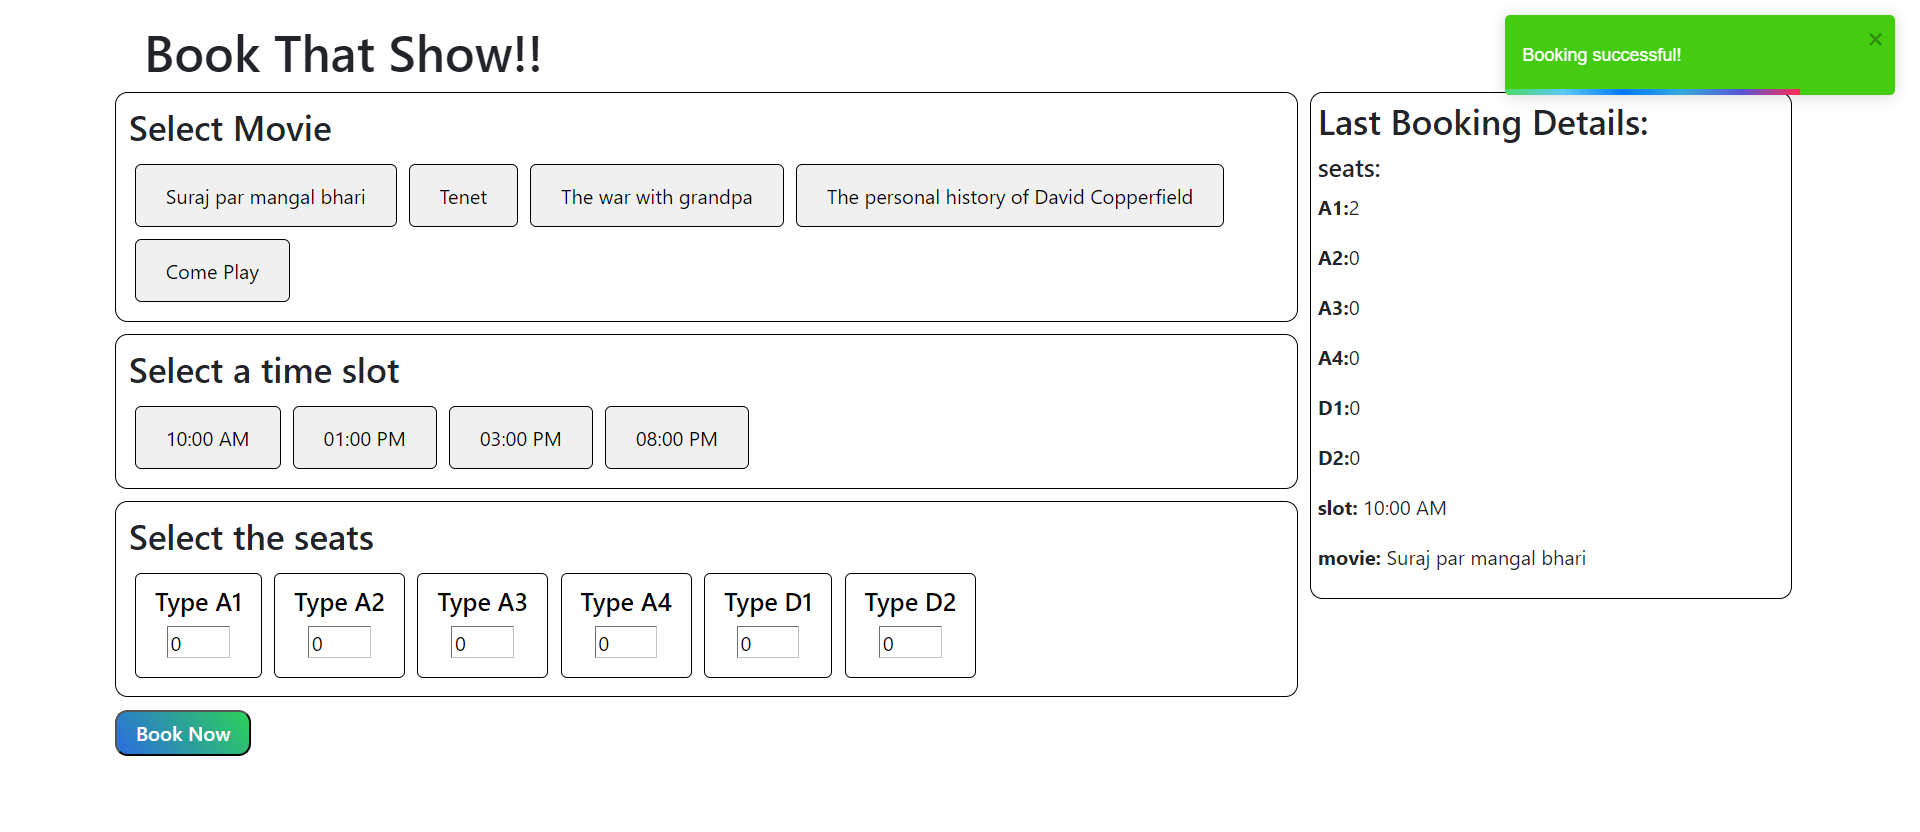 Book That Show!!
Booking successful!
×
Select Movie
Suraj par mangal bhari
Tenet
The war with grandpa
The personal history of David Copperfield
Come Play
Select a time slot
10:00 AM
01:00 PM
03:00 PM
08:00 PM
Select the seats
Type A1
0
Type A2
0
Type A3
0
Type A4
0
Type D1
0
Type D2
0
Book Now
Last Booking Details:
seats:
A1:2
A2:0
A3:0
A4:0
D1:0
D2:0
slot: 10:00 AM
movie: Suraj par mangal bhari